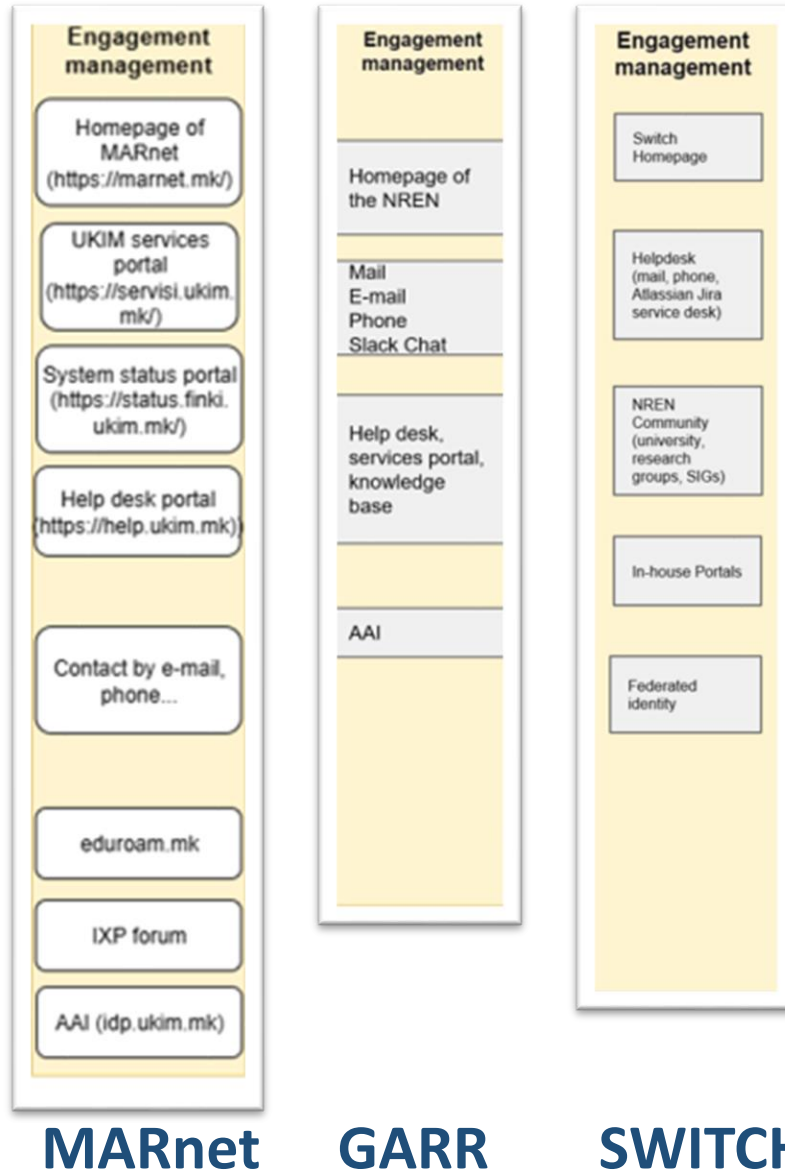 Engagement
management
Homepage of
MARnet
(https://marnet.mk/)
UKIM services
portal
(https://servisi.ukim.
mk/)
System status portal
(https://status.finki.
ukim.mk/)
Help desk portal
(https://help.ukim.mk))
Contact by e-mail,
phone...
eduroam.mk
IXP forum
AAI (idp.ukim.mk)
MARnet
Engagement
management
Homepage of
the NREN
Mail
E-mail
Phone
Slack Chat
Help desk,
services portal,
knowledge
base
AAI
GARR
Engagement
management
Switch
Homepage
Helpdesk
(mail, phone,
Atlassian Jira
service desk)
NREN
Community
(university,
research
groups, SIGs)
In-house Portals
Federated
identity
SWITCH